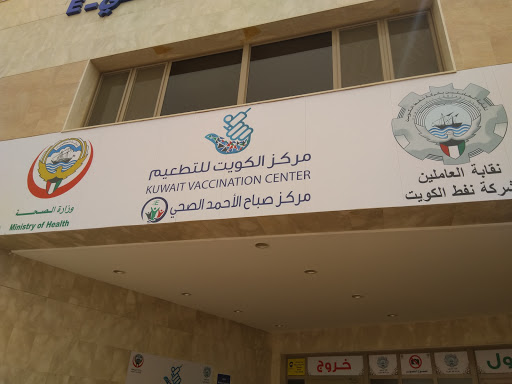 E-
مركز الكويت للتطعيم
KUWAIT VACCINATION CENTER
مركز صباح الأحمد الصحي
وزارة الصحة
Ministry of Health
نقابة العاملين
شركة نفط الكويت
خروج